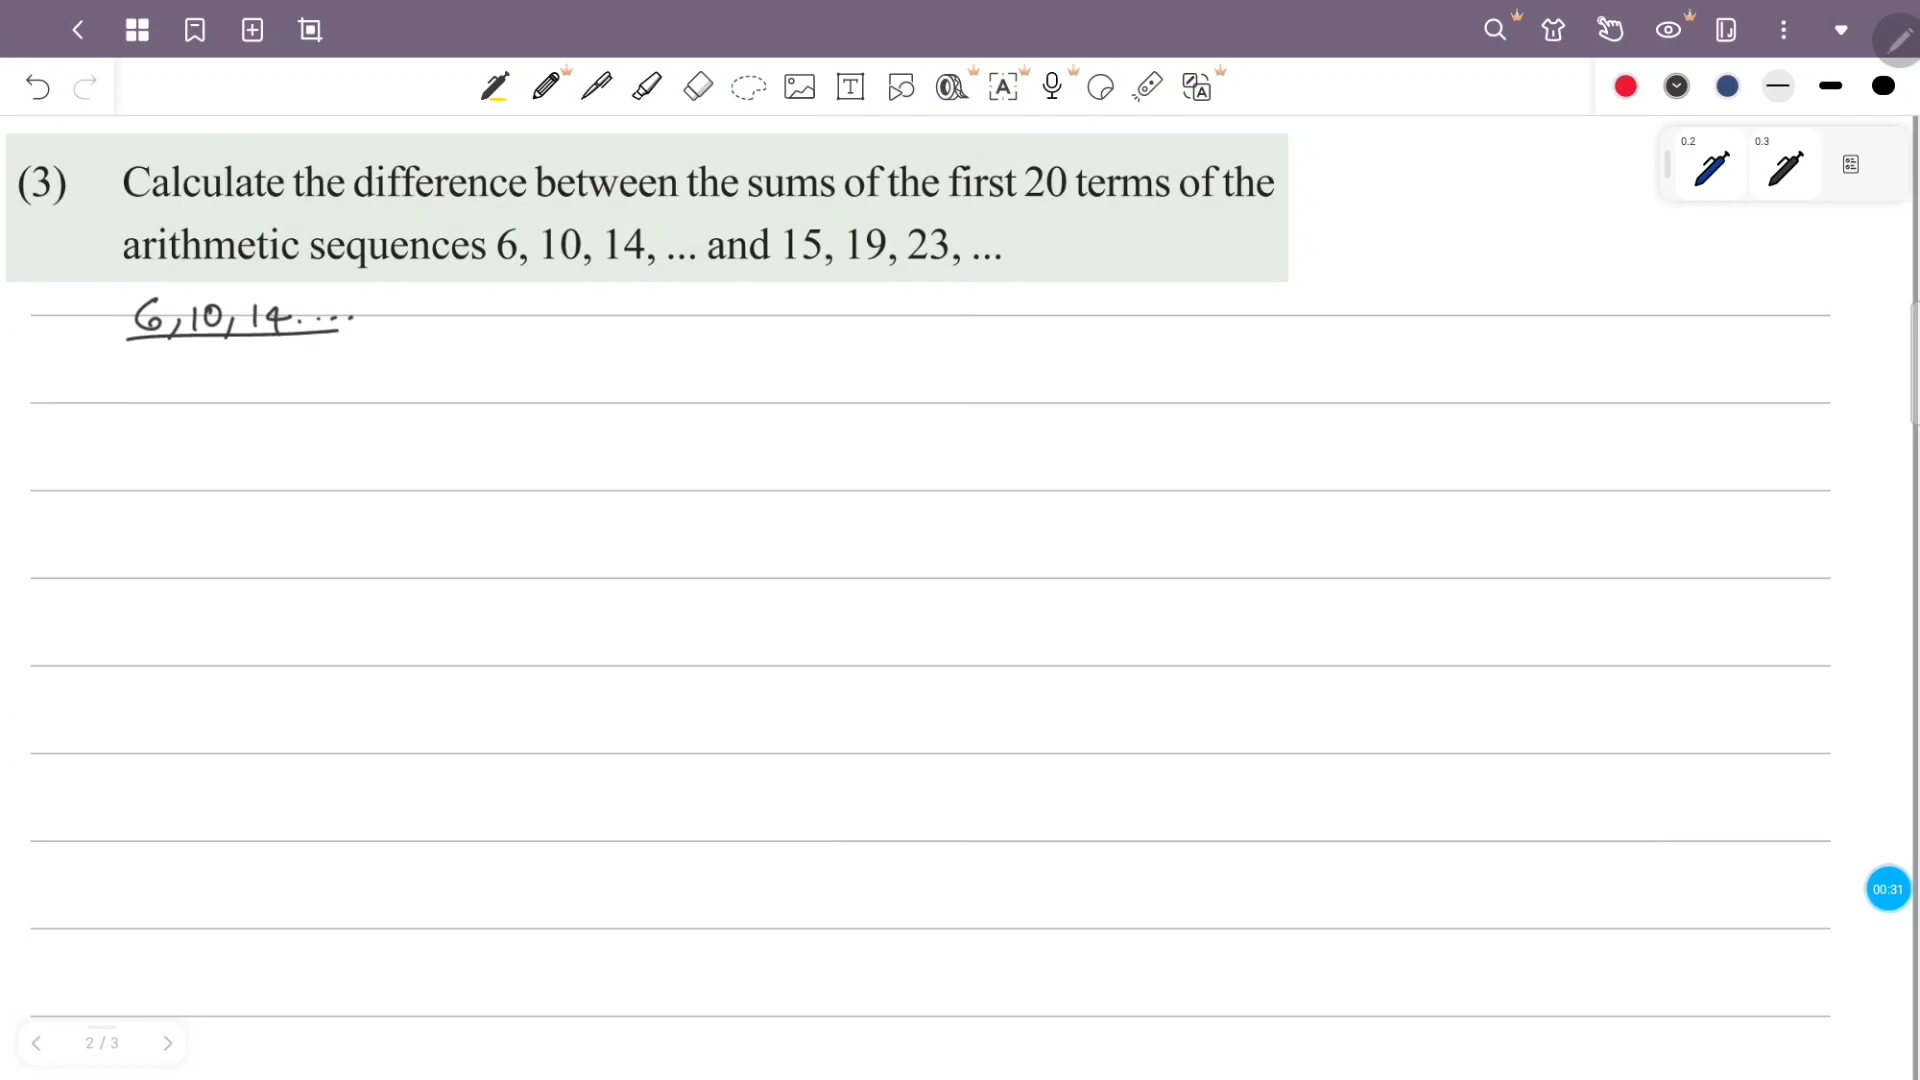 0.2
0.3
(3) Calculate the difference between the sums of the first 20 terms of the
arithmetic sequences 6, 10, 14, ... and 15, 19, 23, ...
6, 10, 14.....
00:31
2 / 3